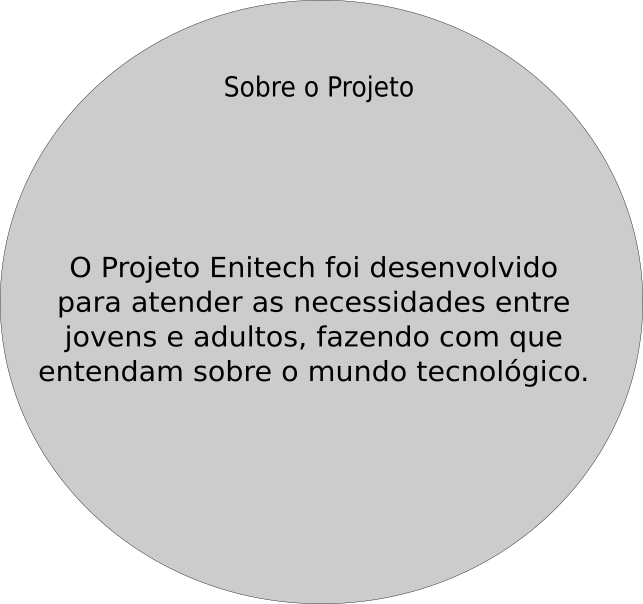 Sobre o Projeto
O Projeto Enitech foi desenvolvido
para atender as necessidades entre
jovens e adultos, fazendo com que
entendam sobre o mundo tecnológico.